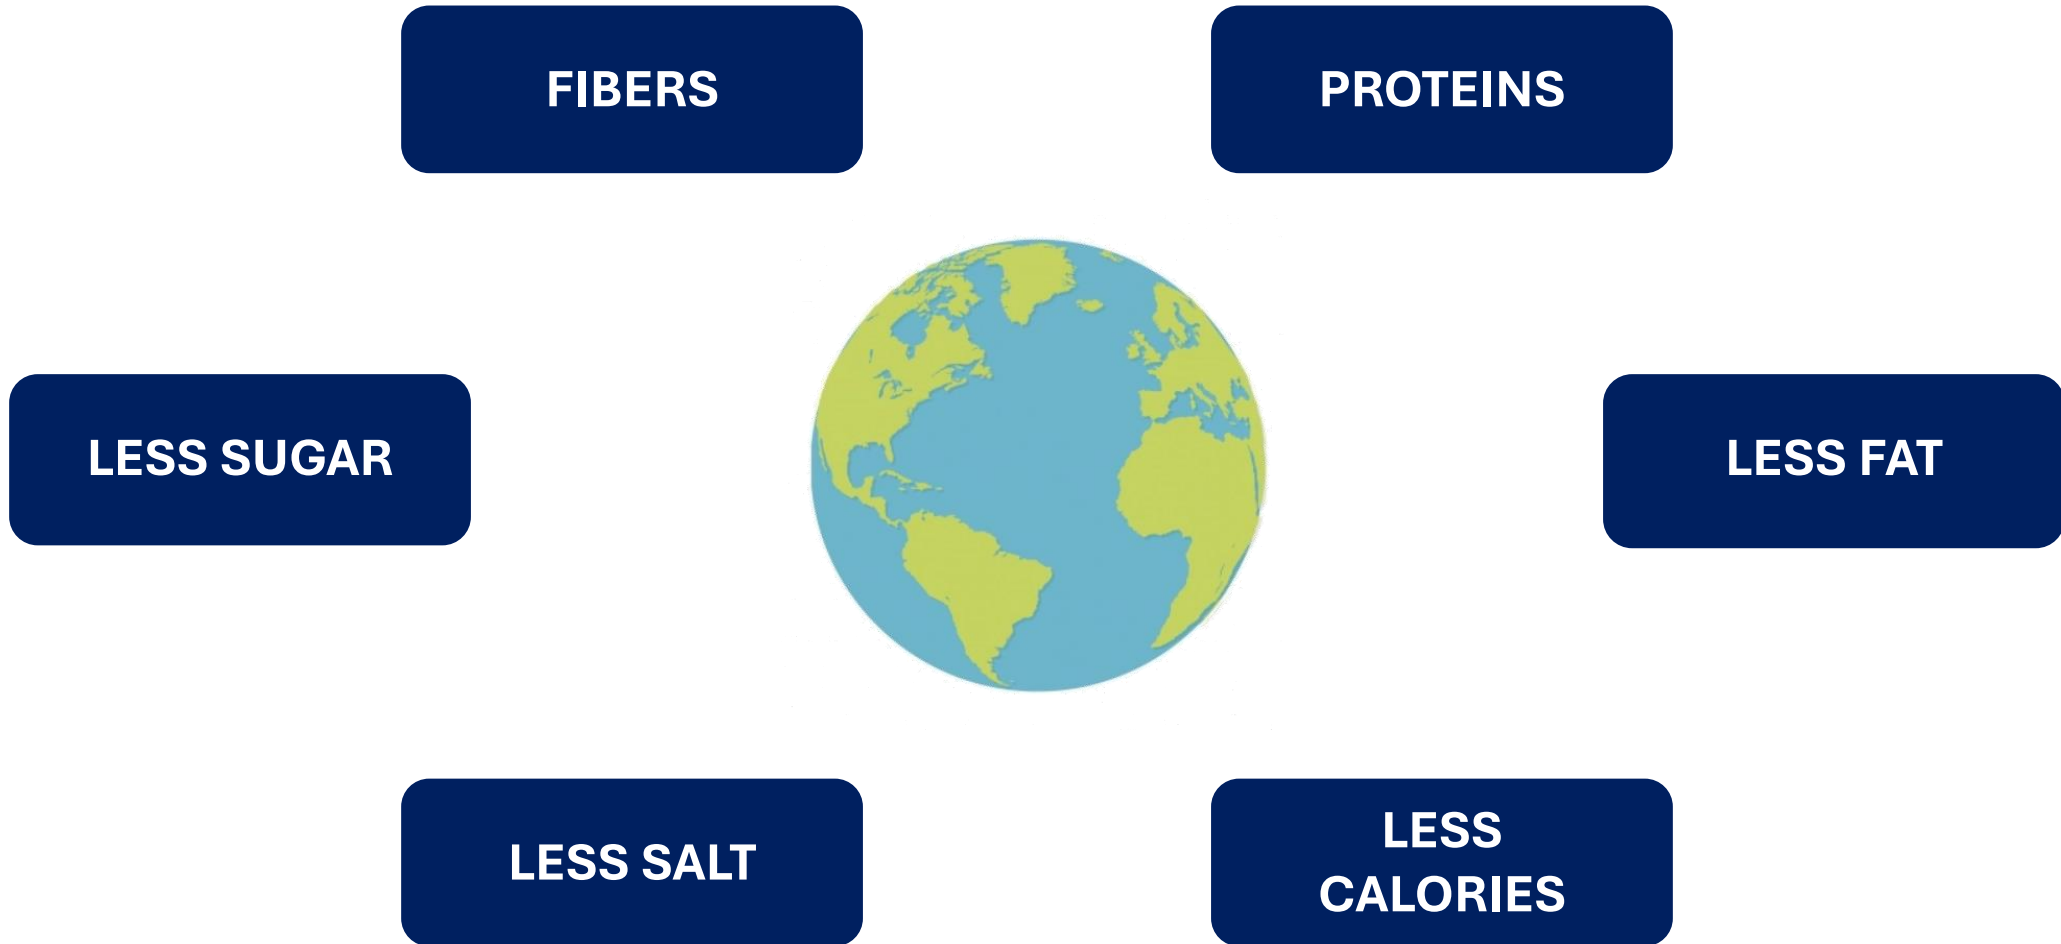 FIBERS
PROTEINS
LESS SUGAR
LESS FAT
LESS SALT
LESS
CALORIES